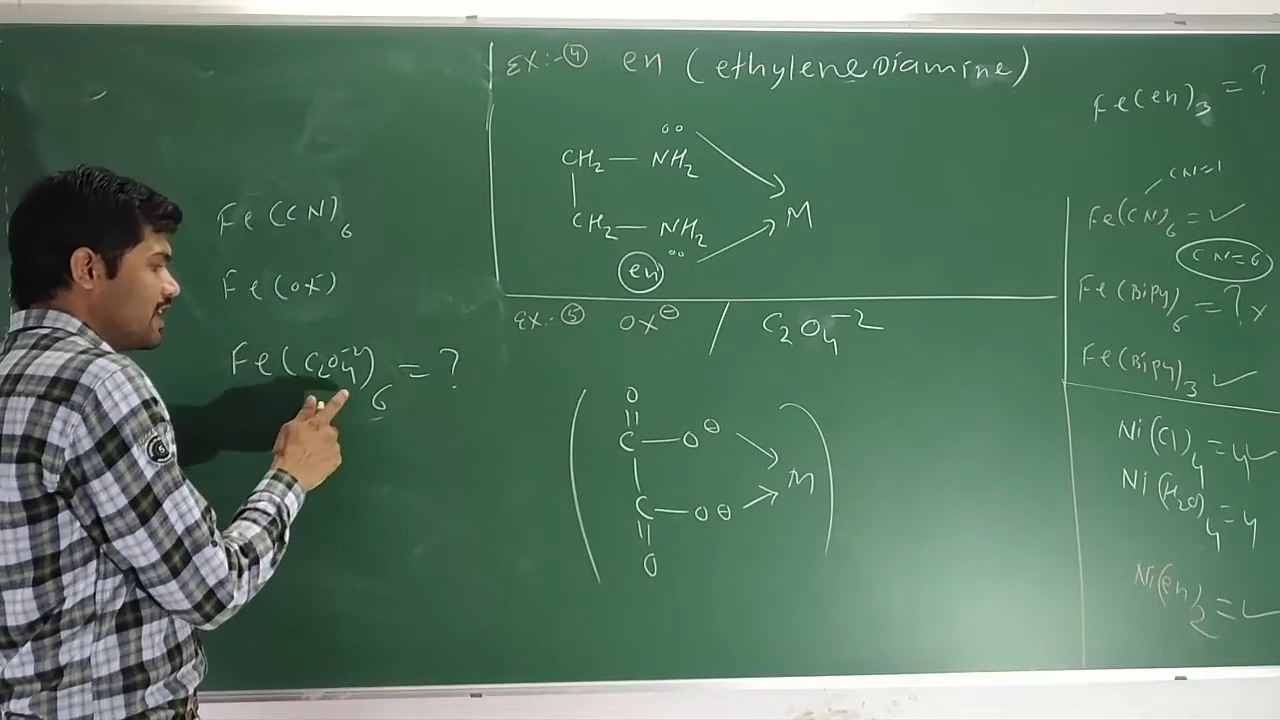 Fe(CN)6
Fe(ox)
Fe(C2O4-2)6 = ?
Ex:- ④ en (ethylene Diamine)
CH2 — NH2
CH2 — NH2
M
en
Ex:- ⑤ ox⊖ / C2O4-2
O
C — O⊖
M
C — O⊖
O
Fe(en)3 = ?
CN=1
Fe(CN)6 = ✓
CN=6
Fe(Bipy)6 = ? x
Fe(Bipy)3 ✓
Ni(Cl)4 = 4 ✓
Ni(H2O)4 = 4
Ni(en)2 = ✓